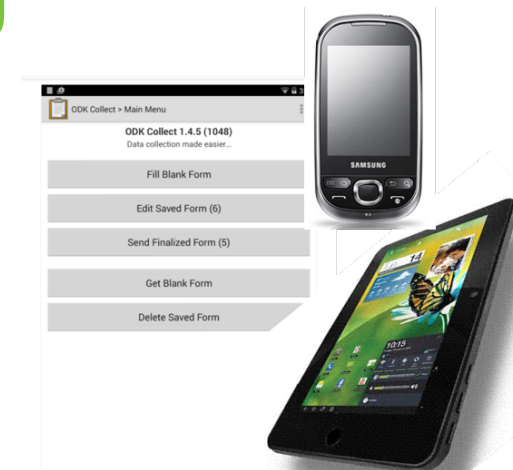 ODK Collect > Main Menu
ODK Collect 1.4.5 (1048)
Data collection made easier...
Fill Blank Form
Edit Saved Form (6)
Send Finalized Form (5)
Get Blank Form
Delete Saved Form
SAMSUNG
14
10:15